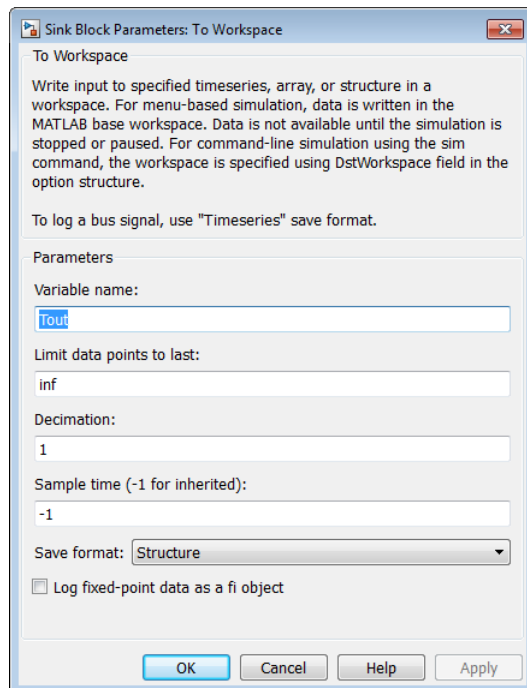 Sink Block Parameters: To Workspace
To Workspace
Write input to specified timeseries, array, or structure in a
workspace. For menu-based simulation, data is written in the
MATLAB base workspace. Data is not available until the simulation is
stopped or paused. For command-line simulation using the sim
command, the workspace is specified using DstWorkspace field in the
option structure.
To log a bus signal, use "Timeseries" save format.
Parameters
Variable name:
Tout
Limit data points to last:
inf
Decimation:
1
Sample time (-1 for inherited):
-1
Save format: Structure
Log fixed-point data as a fi object
OK Cancel Help Apply